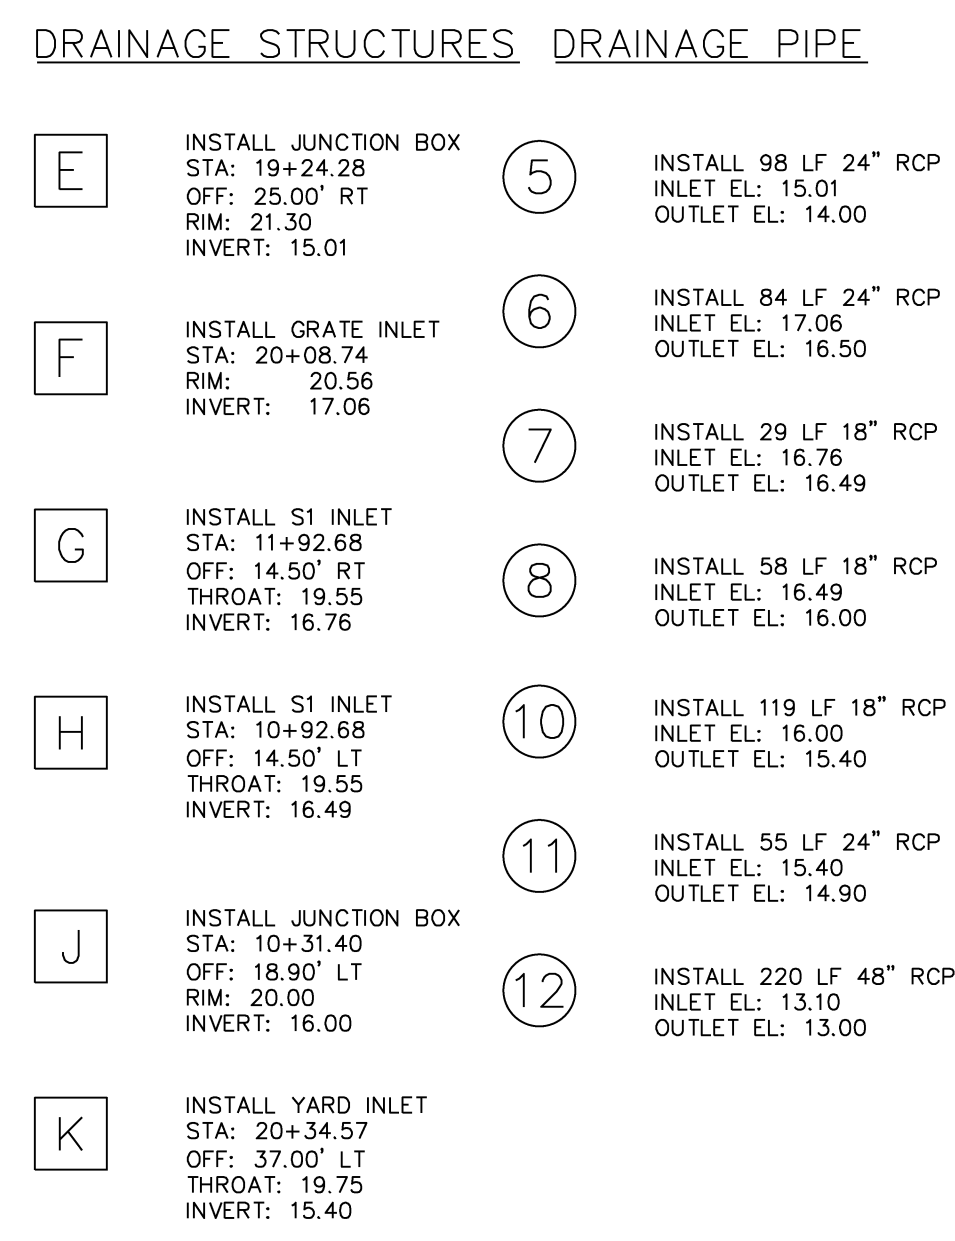 DRAINAGE STRUCTURES
E
INSTALL JUNCTION BOX
STA: 19+24.28
OFF: 25.00' RT
RIM: 21.30
INVERT: 15.01
F
INSTALL GRATE INLET
STA: 20+08.74
RIM: 20.56
INVERT: 17.06
G
INSTALL S1 INLET
STA: 11+92.68
OFF: 14.50' RT
THROAT: 19.55
INVERT: 16.76
H
INSTALL S1 INLET
STA: 10+92.68
OFF: 14.50' LT
THROAT: 19.55
INVERT: 16.49
J
INSTALL JUNCTION BOX
STA: 10+31.40
OFF: 18.90' LT
RIM: 20.00
INVERT: 16.00
K
INSTALL YARD INLET
STA: 20+34.57
OFF: 37.00' LT
THROAT: 19.75
INVERT: 15.40
DRAINAGE PIPE
5
INSTALL 98 LF 24" RCP
INLET EL: 15.01
OUTLET EL: 14.00
6
INSTALL 84 LF 24" RCP
INLET EL: 17.06
OUTLET EL: 16.50
7
INSTALL 29 LF 18" RCP
INLET EL: 16.76
OUTLET EL: 16.49
8
INSTALL 58 LF 18" RCP
INLET EL: 16.49
OUTLET EL: 16.00
10
INSTALL 119 LF 18" RCP
INLET EL: 16.00
OUTLET EL: 15.40
11
INSTALL 55 LF 24" RCP
INLET EL: 15.40
OUTLET EL: 14.90
12
INSTALL 220 LF 48" RCP
INLET EL: 13.10
OUTLET EL: 13.00